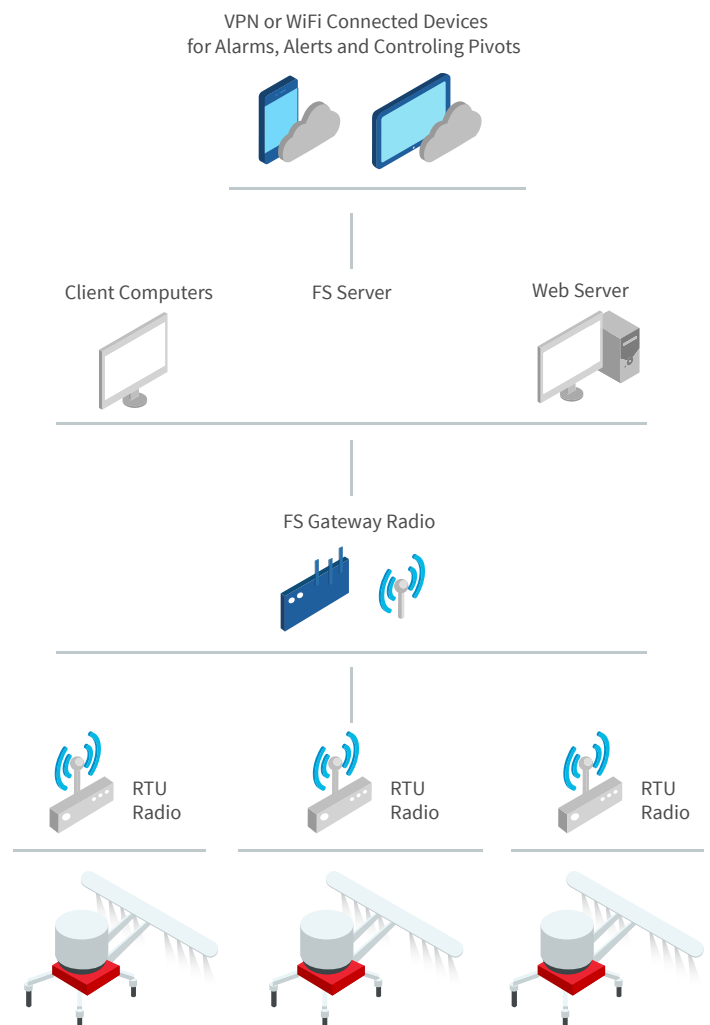 VPN or WiFi Connected Devices
for Alarms, Alerts and Controling Pivots
Client Computers
FS Server
Web Server
FS Gateway Radio
RTU
Radio
RTU
Radio
RTU
Radio